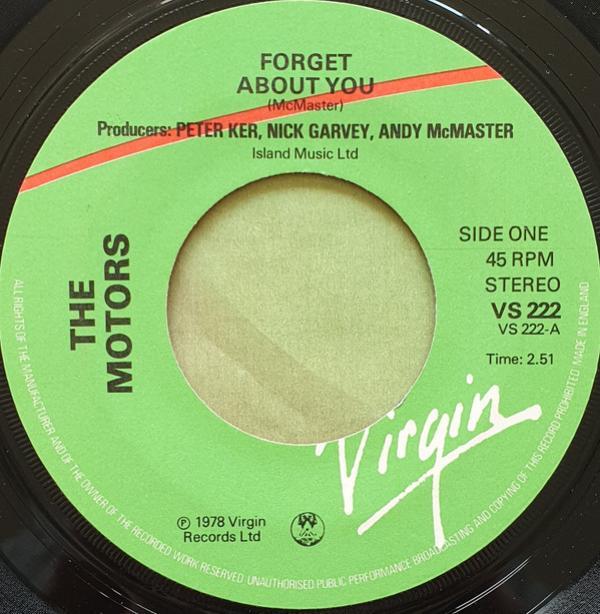 FORGET
ABOUT YOU
(McMaster)
Producers: PETER KER, NICK GARVEY, ANDY McMASTER
Island Music Ltd
THE
MOTORS
SIDE ONE
45 RPM
STEREO
VS 222
VS 222-A
Time: 2.51
Virgin
℗ 1978 Virgin
Records Ltd
ALL RIGHTS OF THE MANUFACTURER AND OF THE OWNER OF THE RECORDED WORK RESERVED UNAUTHORISED PUBLIC PERFORMANCE BROADCASTING AND COPYING OF THIS RECORD PROHIBITED MADE IN ENGLAND